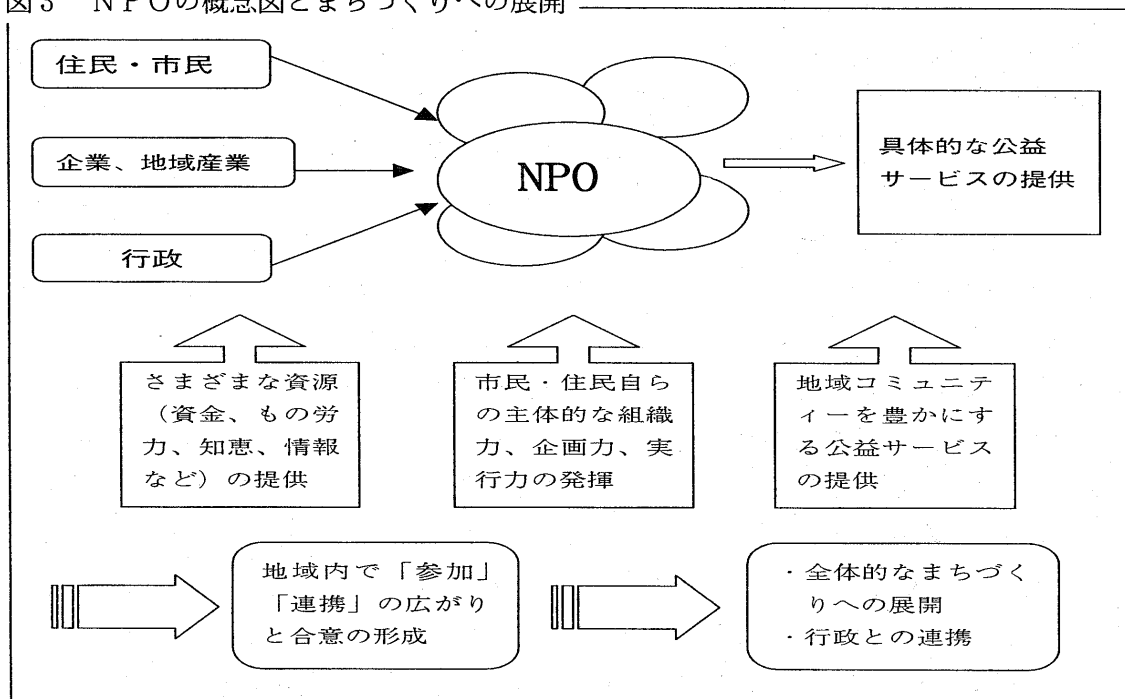 図3 NPOの概念図とまちづくりへの展開
住民・市民
企業、地域産業
行政
NPO
具体的な公益
サービスの提供
さまざまな資源
（資金、もの労
力、知恵、情報
など）の提供
市民・住民自ら
の主体的な組織
力、企画力、実
行力の発揮
地域コミュニテ
ィーを豊かにす
る公益サービス
の提供
地域内で「参加」
「連携」の広がり
と合意の形成
・全体的なまちづく
りへの展開
・行政との連携